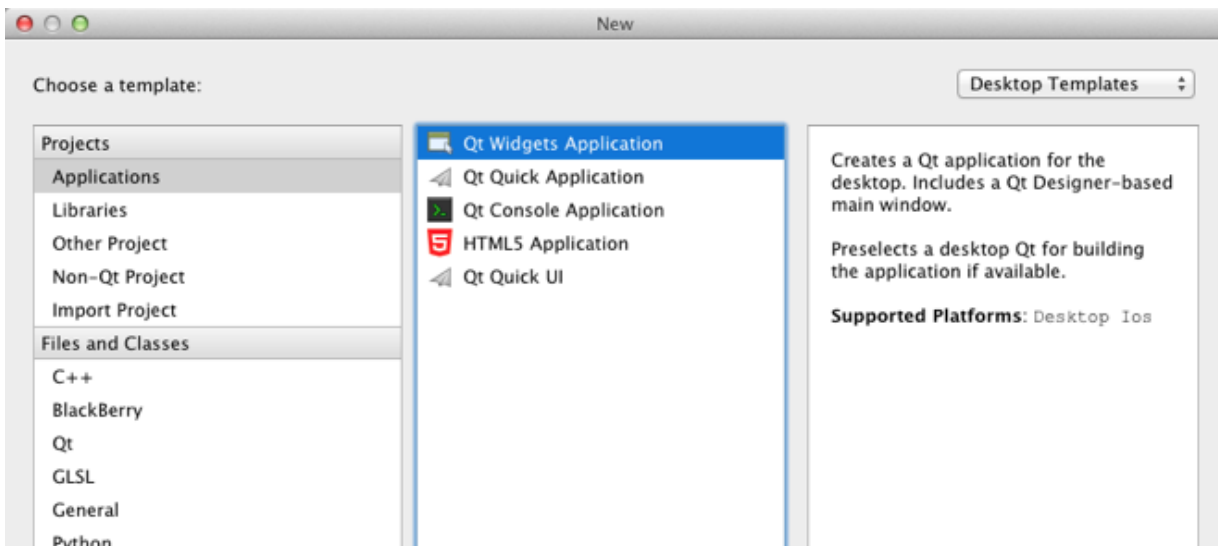 New
Choose a template:
Desktop Templates
Projects
Applications
Libraries
Other Project
Non-Qt Project
Import Project
Files and Classes
C++
BlackBerry
Qt
GLSL
General
Python
Qt Widgets Application
Qt Quick Application
Qt Console Application
HTML5 Application
Qt Quick UI
Creates a Qt application for the
desktop. Includes a Qt Designer-based
main window.
Preselects a desktop Qt for building
the application if available.
Supported Platforms: Desktop Ios